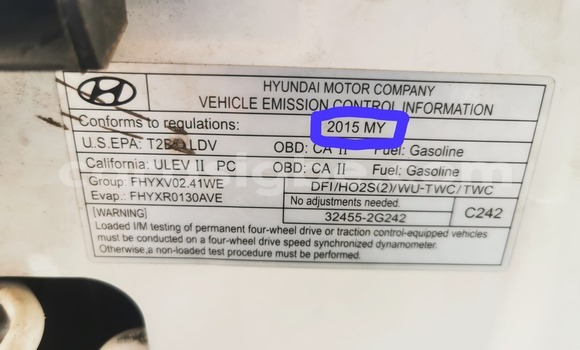 HYUNDAI MOTOR COMPANY
VEHICLE EMISSION CONTROL INFORMATION
Conforms to regulations: 2015 MY
U.S.EPA: T2B5 LDV OBD: CA II Fuel: Gasoline
California: ULEV II PC OBD: CA II Fuel: Gasoline
Group: FHYXV02.41WE DFI/HO2S(2)/WU-TWC/TWC
Evap.: FHYXR0130AVE No adjustments needed.
32455-2G242 C242
[WARNING]
Loaded I/M testing of permanent four-wheel drive or traction control-equipped vehicles
must be conducted on a four-wheel drive speed synchronized dynamometer.
Otherwise,a non-loaded test procedure must be performed.